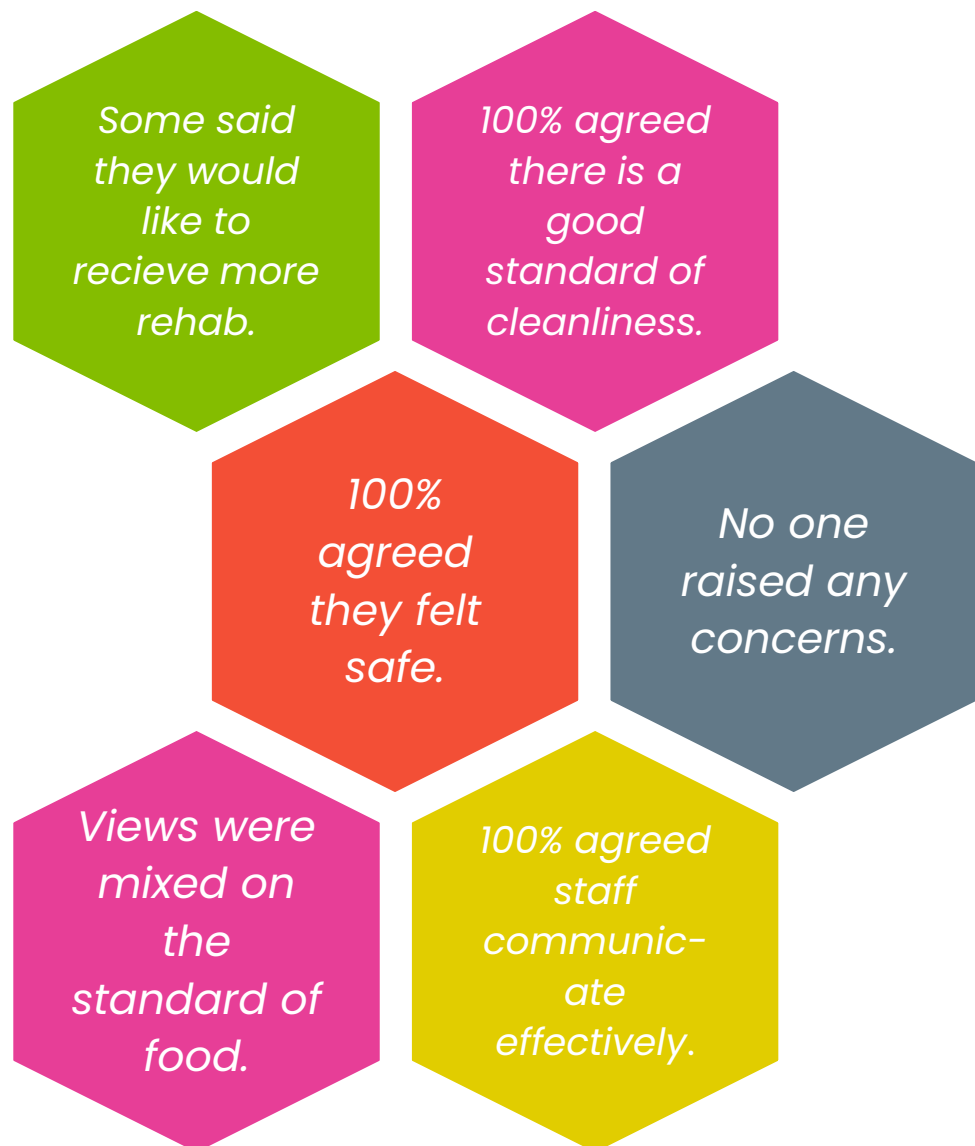 Some said
they would
like to
recieve more
rehab.
100% agreed
there is a
good
standard of
cleanliness.
100%
agreed
they felt
safe.
No one
raised any
concerns.
Views were
mixed on
the
standard of
food.
100% agreed
staff
communic-
ate
effectively.